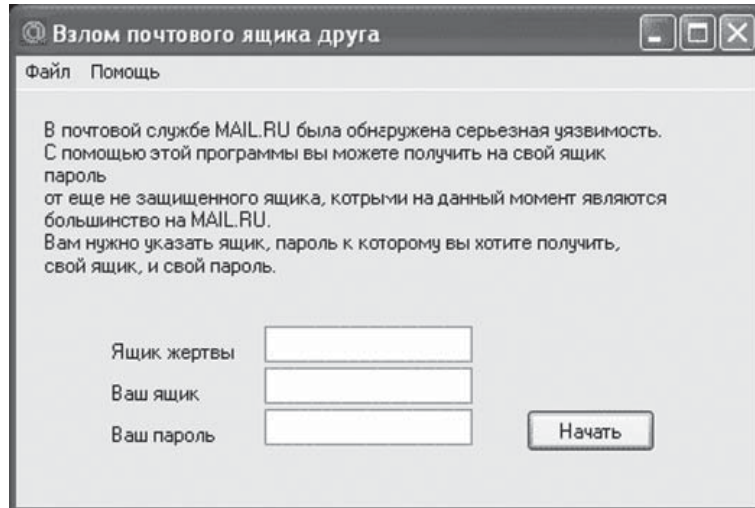 Взлом почтового ящика друга
Файл Помощь
В почтовой службе MAIL.RU была обнаружена серьезная уязвимость.
С помощью этой программы вы можете получить на свой ящик
пароль
от еще не защищенного ящика, котрыми на данный момент являются
большинство на MAIL.RU.
Вам нужно указать ящик, пароль к которому вы хотите получить,
свой ящик, и свой пароль.
Ящик жертвы
Ваш ящик
Ваш пароль
Начать